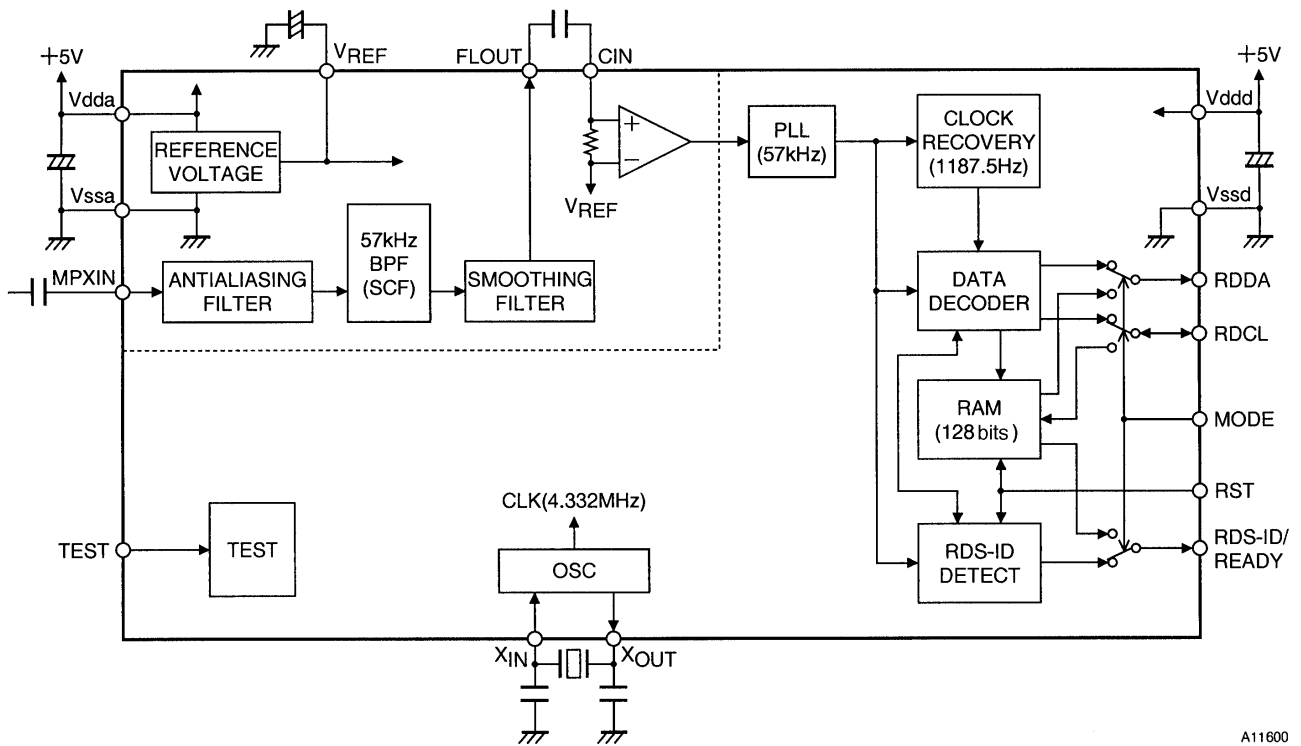 +5V
VREF
FLOUT
CIN
+5V
Vdda
Vddd
REFERENCE
VOLTAGE
+
−
PLL
(57kHz)
CLOCK
RECOVERY
(1187.5Hz)
Vssa
VREF
Vssd
MPXIN
ANTIALIASING
FILTER
57kHz
BPF
(SCF)
SMOOTHING
FILTER
DATA
DECODER
RDDA
RDCL
RAM
(128 bits)
MODE
CLK(4.332MHz)
RST
TEST
TEST
OSC
RDS-ID
DETECT
RDS-ID/
READY
XIN
XOUT
A11600